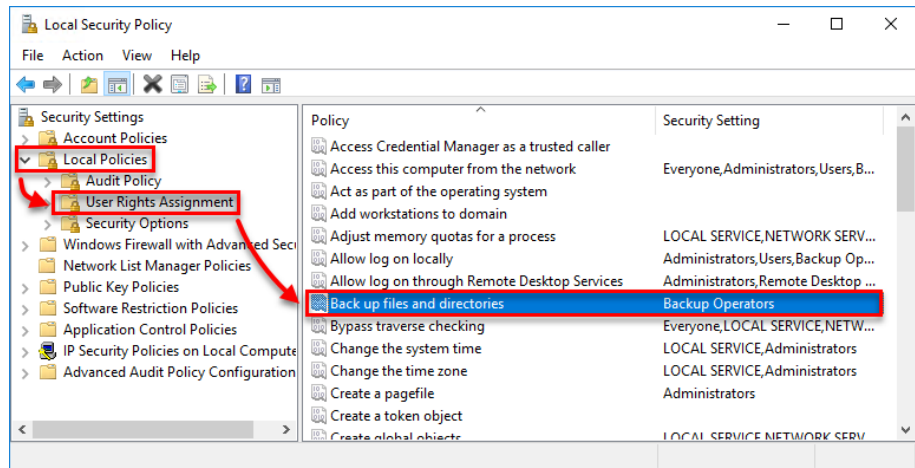 Local Security Policy
File Action View Help
Security Settings
Account Policies
Local Policies
Audit Policy
User Rights Assignment
Security Options
Windows Firewall with Advanced Secu
Network List Manager Policies
Public Key Policies
Software Restriction Policies
Application Control Policies
IP Security Policies on Local Compute
Advanced Audit Policy Configuration
Policy Security Setting
Access Credential Manager as a trusted caller
Access this computer from the network Everyone,Administrators,Users,B...
Act as part of the operating system
Add workstations to domain
Adjust memory quotas for a process LOCAL SERVICE,NETWORK SERV...
Allow log on locally Administrators,Users,Backup Op...
Allow log on through Remote Desktop Services Administrators,Remote Desktop ...
Back up files and directories Backup Operators
Bypass traverse checking Everyone,LOCAL SERVICE,NETW...
Change the system time LOCAL SERVICE,Administrators
Change the time zone LOCAL SERVICE,Administrators
Create a pagefile Administrators
Create a token object
Create global objects LOCAL SERVICE,NETWORK SERV...